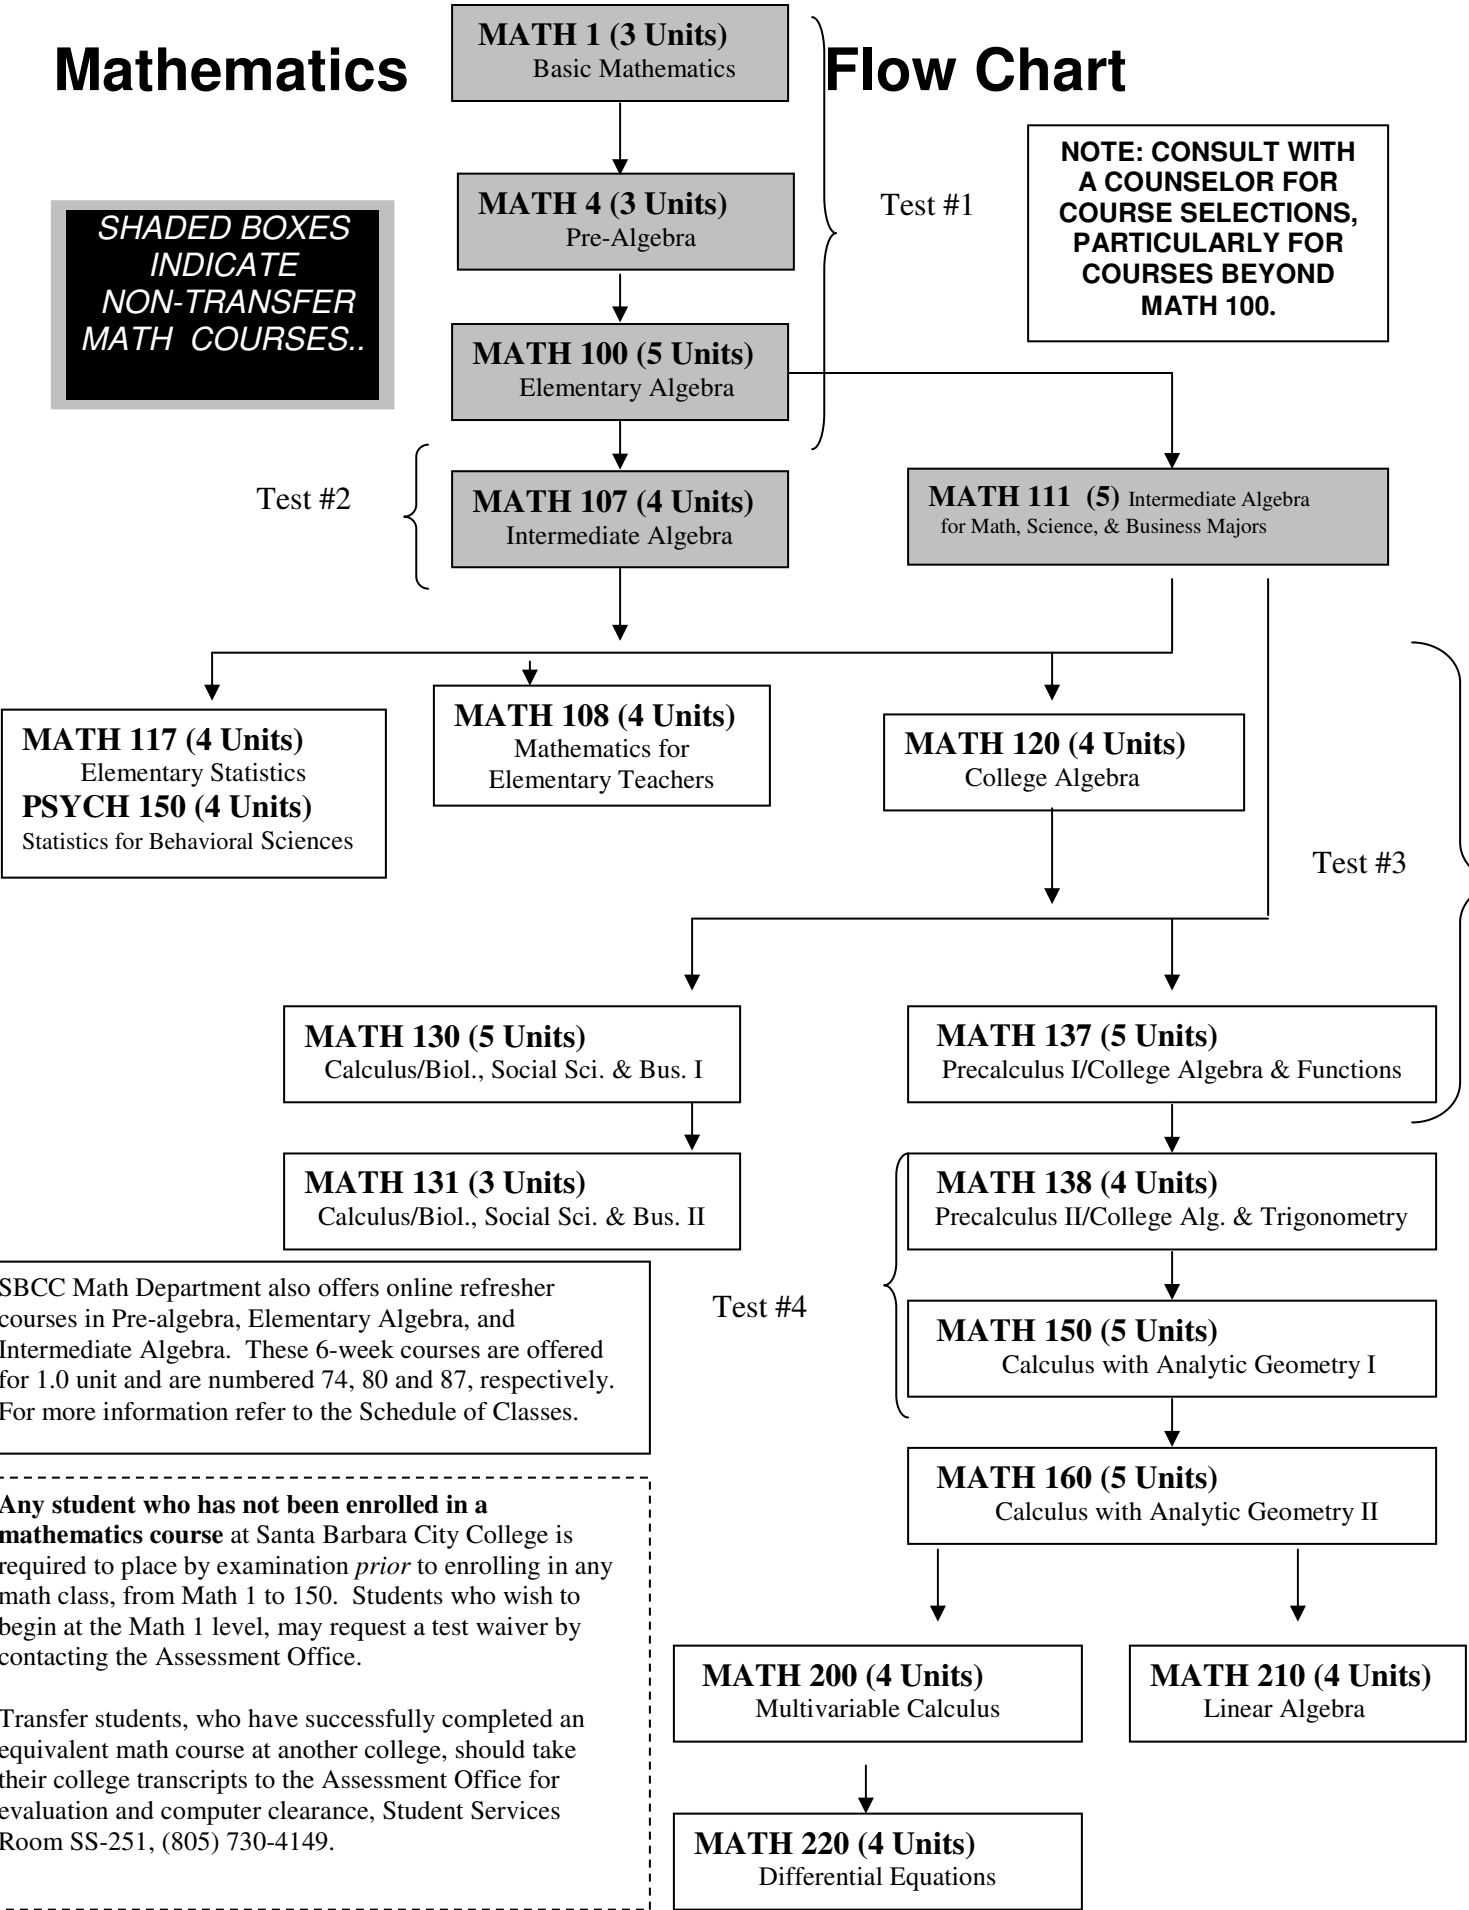 Mathematics Flow Chart
MATH 1 (3 Units)
Basic Mathematics
MATH 4 (3 Units)
Pre-Algebra
Test #1
NOTE: CONSULT WITH
A COUNSELOR FOR
COURSE SELECTIONS,
PARTICULARLY FOR
COURSES BEYOND
MATH 100.
SHADED BOXES
INDICATE
NON-TRANSFER
MATH COURSES..
MATH 100 (5 Units)
Elementary Algebra
Test #2
MATH 107 (4 Units)
Intermediate Algebra
MATH 111 (5) Intermediate Algebra
for Math, Science, & Business Majors
MATH 117 (4 Units)
Elementary Statistics
PSYCH 150 (4 Units)
Statistics for Behavioral Sciences
MATH 108 (4 Units)
Mathematics for
Elementary Teachers
MATH 120 (4 Units)
College Algebra
Test #3
MATH 130 (5 Units)
Calculus/Biol., Social Sci. & Bus. I
MATH 137 (5 Units)
Precalculus I/College Algebra & Functions
MATH 131 (3 Units)
Calculus/Biol., Social Sci. & Bus. II
MATH 138 (4 Units)
Precalculus II/College Alg. & Trigonometry
SBCC Math Department also offers online refresher
courses in Pre-algebra, Elementary Algebra, and
Intermediate Algebra. These 6-week courses are offered
for 1.0 unit and are numbered 74, 80 and 87, respectively.
For more information refer to the Schedule of Classes.
Test #4
MATH 150 (5 Units)
Calculus with Analytic Geometry I
MATH 160 (5 Units)
Calculus with Analytic Geometry II
Any student who has not been enrolled in a
mathematics course at Santa Barbara City College is
required to place by examination prior to enrolling in any
math class, from Math 1 to 150. Students who wish to
begin at the Math 1 level, may request a test waiver by
contacting the Assessment Office.
Transfer students, who have successfully completed an
equivalent math course at another college, should take
their college transcripts to the Assessment Office for
evaluation and computer clearance, Student Services
Room SS-251, (805) 730-4149.
MATH 200 (4 Units)
Multivariable Calculus
MATH 210 (4 Units)
Linear Algebra
MATH 220 (4 Units)
Differential Equations